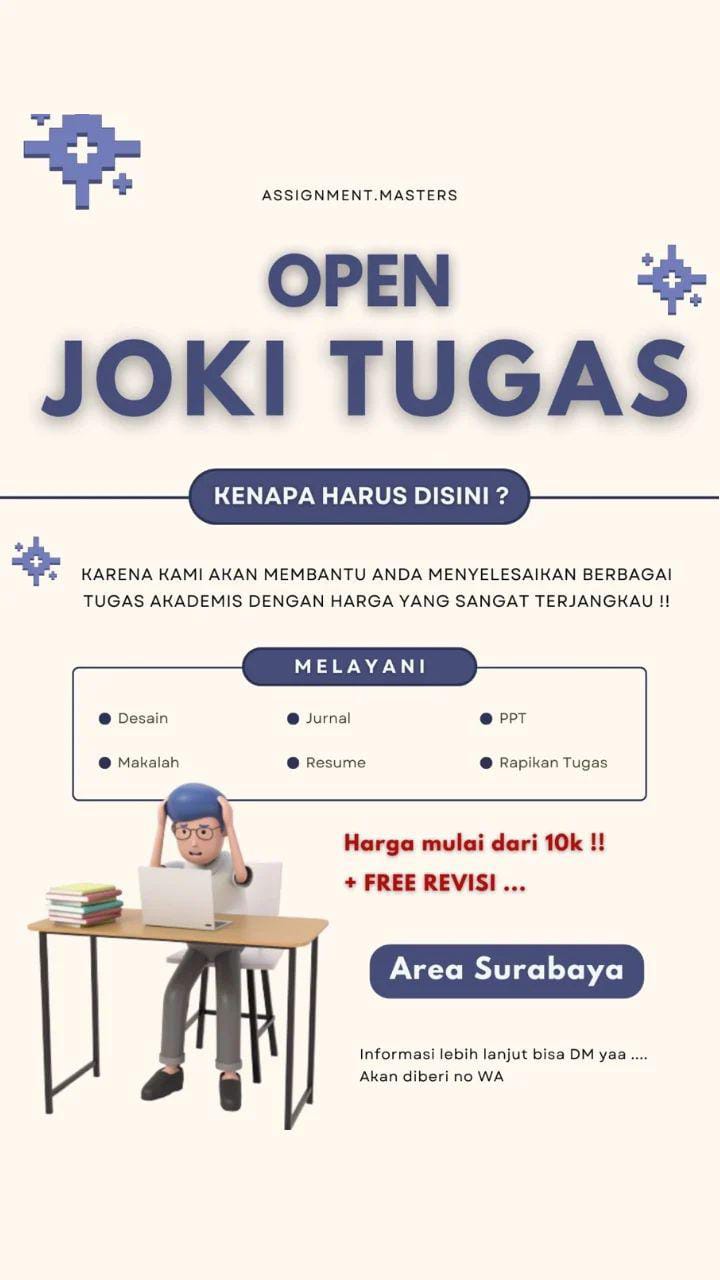 ASSIGNMENT.MASTERS
OPEN
JOKI TUGAS
KENAPA HARUS DISINI ?
KARENA KAMI AKAN MEMBANTU ANDA MENYELESAIKAN BERBAGAI
TUGAS AKADEMIS DENGAN HARGA YANG SANGAT TERJANGKAU !!
MELAYANI
Desain
Jurnal
PPT
Makalah
Resume
Rapikan Tugas
Harga mulai dari 10k !!
+ FREE REVISI ...
Area Surabaya
Informasi lebih lanjut bisa DM yaa ....
Akan diberi no WA